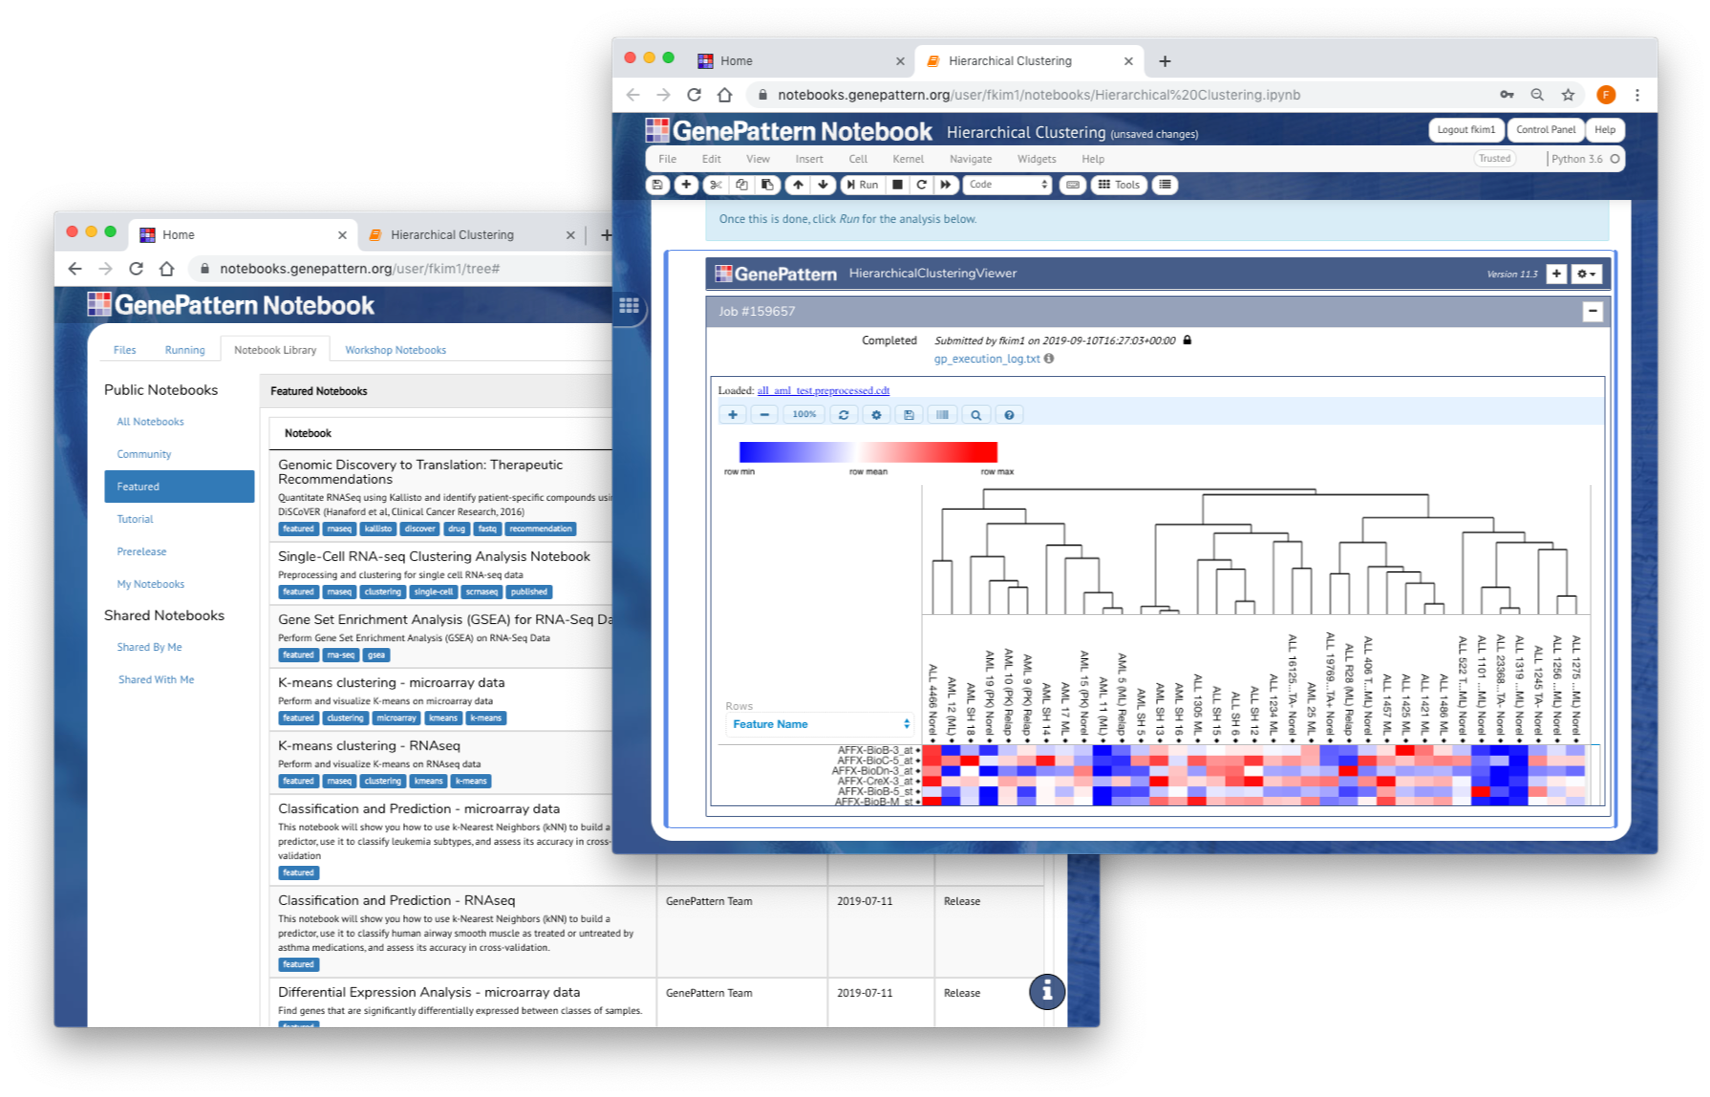 Home
Hierarchical Clustering
notebooks.genepattern.org/user/fkim1/notebooks/Hierarchical%20Clustering.ipynb
F
GenePattern Notebook Hierarchical Clustering (unsaved changes)
Logout fkim1
Control Panel
Help
File Edit View Insert Cell Kernel Navigate Widgets Help
Trusted
Python 3.6
Run
Code
Tools
Once this is done, click Run for the analysis below.
GenePattern HierarchicalClusteringViewer
Version 11.3
Job #159657
Completed Submitted by fkim1 on 2019-09-10T16:27:03+00:00
gp_execution_log.txt
Loaded: all_aml_test.preprocessed.cdt
100%
row min row mean row max
ALL 4466 Norel
AML 12 (ML)
AML SH 18
AML 19 (PK) Norel
AML 10 (PK) Relap
AML 9 (PK) Relap
AML SH 14
AML 17 ML
AML 15 (PK) Norel
AML 11 (ML)
AML 5 (ML) Relap
AML SH 5
AML SH 13
AML SH 16
ALL 1305 ML
ALL SH 15
ALL SH 6
ALL SH 12
ALL 1234 ML
ALL 16125...TA- Norel
AML 25 ML
ALL 19769...TA+ Norel
ALL R28 (ML) Relap
ALL 406 T...ML) Norel
ALL 1457 ML
ALL 1425 ML
ALL 1421 ML
ALL 1486 ML
ALL 522 T...ML) Norel
ALL 1101 ...ML) Norel
ALL 23368...TA- Norel
ALL 1319 ...ML) Norel
ALL 1245 TA- Norel
ALL 1256 ...ML) Norel
ALL 1275 ...ML) Norel
Rows
Feature Name
AFFX-BioB-3_at
AFFX-BioC-5_at
AFFX-BioDn-3_at
AFFX-CreX-3_at
AFFX-BioB-5_st
AFFX-BioB-M_st
Home
Hierarchical Clustering
notebooks.genepattern.org/user/fkim1/tree#
GenePattern Notebook
Files Running Notebook Library Workshop Notebooks
Public Notebooks
All Notebooks
Community
Featured
Tutorial
Prerelease
My Notebooks
Shared Notebooks
Shared By Me
Shared With Me
Featured Notebooks
Notebook
Genomic Discovery to Translation: Therapeutic
Recommendations
Quantitate RNASeq using Kallisto and identify patient-specific compounds usi
DiSCoVER (Hanaford et al, Clinical Cancer Research, 2016)
featured rnaseq kallisto discover drug fastq recommendation
Single-Cell RNA-seq Clustering Analysis Notebook
Preprocessing and clustering for single cell RNA-seq data
featured rnaseq clustering single-cell scrnaseq published
Gene Set Enrichment Analysis (GSEA) for RNA-Seq Da
Perform Gene Set Enrichment Analysis (GSEA) on RNA-Seq Data
featured rna-seq gsea
K-means clustering - microarray data
Perform and visualize K-means on microarray data
featured clustering microarray kmeans k-means
K-means clustering - RNAseq
Perform and visualize K-means on RNAseq data
featured rnaseq clustering kmeans k-means
Classification and Prediction - microarray data
This notebook will show you how to use k-Nearest Neighbors (kNN) to build a
predictor, use it to classify leukemia subtypes, and assess its accuracy in cross-
validation
featured
Classification and Prediction - RNAseq GenePattern Team 2019-07-11 Release
This notebook will show you how to use k-Nearest Neighbors (kNN) to build a
predictor, use it to classify human airway smooth muscle as treated or untreated by
asthma medications, and assess its accuracy in cross-validation.
featured
Differential Expression Analysis - microarray data GenePattern Team 2019-07-11 Release
Find genes that are significantly differentially expressed between classes of samples.
featured